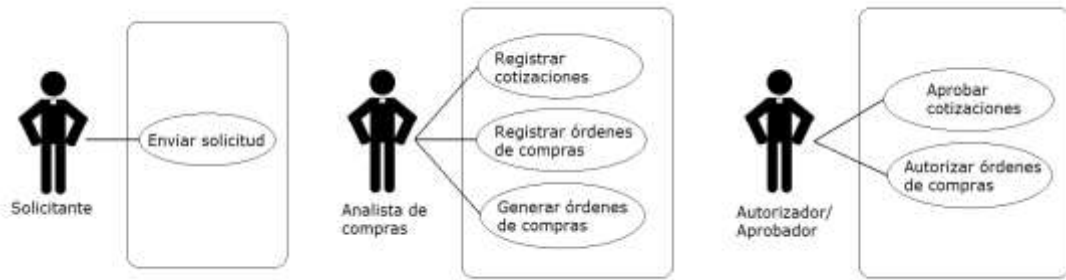 Enviar solicitud
Solicitante
Registrar
cotizaciones
Registrar órdenes
de compras
Generar órdenes
de compras
Analista de
compras
Aprobar
cotizaciones
Autorizar órdenes
de compras
Autorizador/
Aprobador